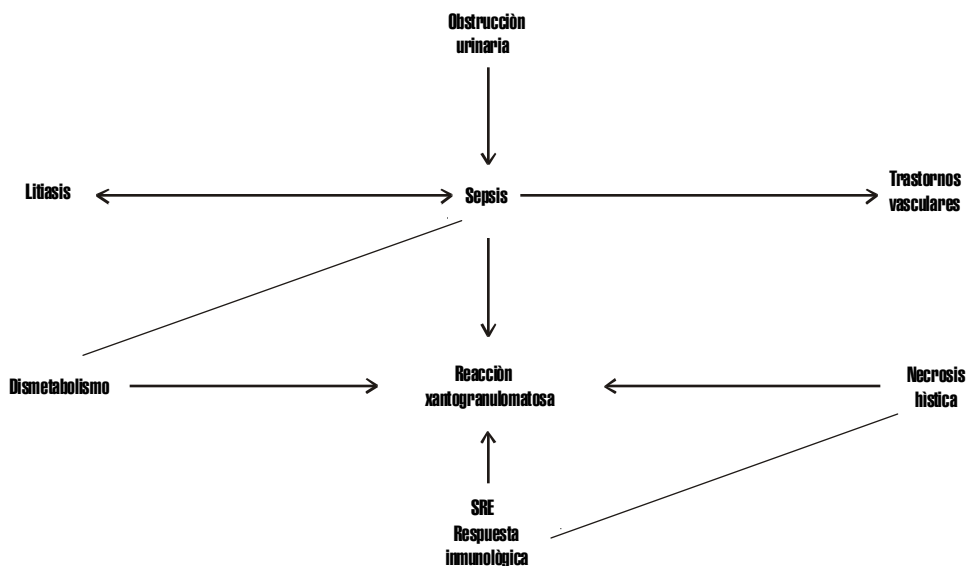 Obstrucciòn
urinaria
Litiasis
Sepsis
Trastornos
vasculares
Dismetabolismo
Reacciòn
xantogranulomatosa
Necrosis
hìstica
SRE
Respuesta
inmunològica